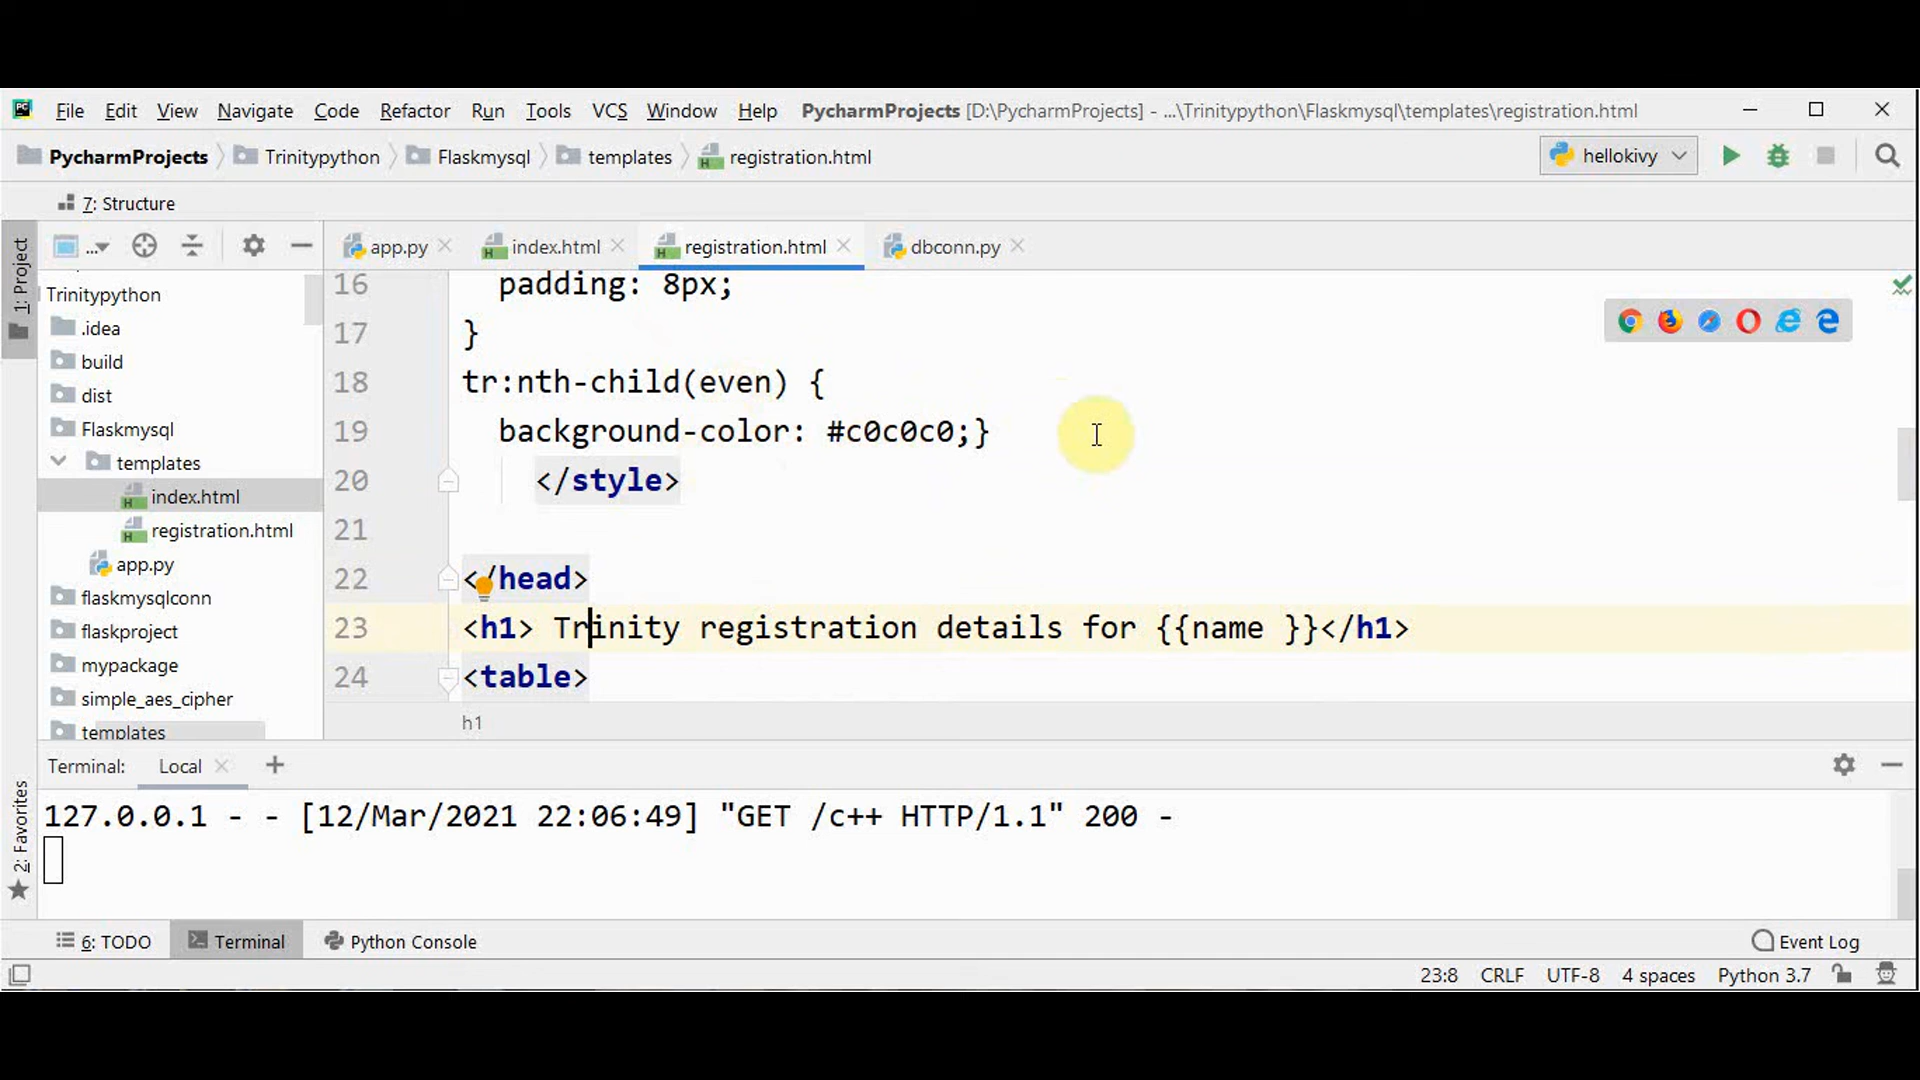 File Edit View Navigate Code Refactor Run Tools VCS Window Help PycharmProjects [D:\PycharmProjects] - ...\Trinitypython\Flaskmysql\templates\registration.html
PycharmProjects Trinitypython Flaskmysql templates registration.html hellokivy
7: Structure
1: Project
... app.py index.html registration.html dbconn.py
Trinitypython
.idea
build
dist
Flaskmysql
templates
index.html
registration.html
app.py
flaskmysqlconn
flaskproject
mypackage
simple_aes_cipher
templates
16 padding: 8px;
17 }
18 tr:nth-child(even) {
19 background-color: #c0c0c0;}
20 </style>
21
22 </head>
23 <h1> Trinity registration details for {{name }}</h1>
24 <table>
h1
Terminal: Local +
127.0.0.1 - - [12/Mar/2021 22:06:49] "GET /c++ HTTP/1.1" 200 -
2: Favorites
6: TODO Terminal Python Console Event Log
23:8 CRLF UTF-8 4 spaces Python 3.7